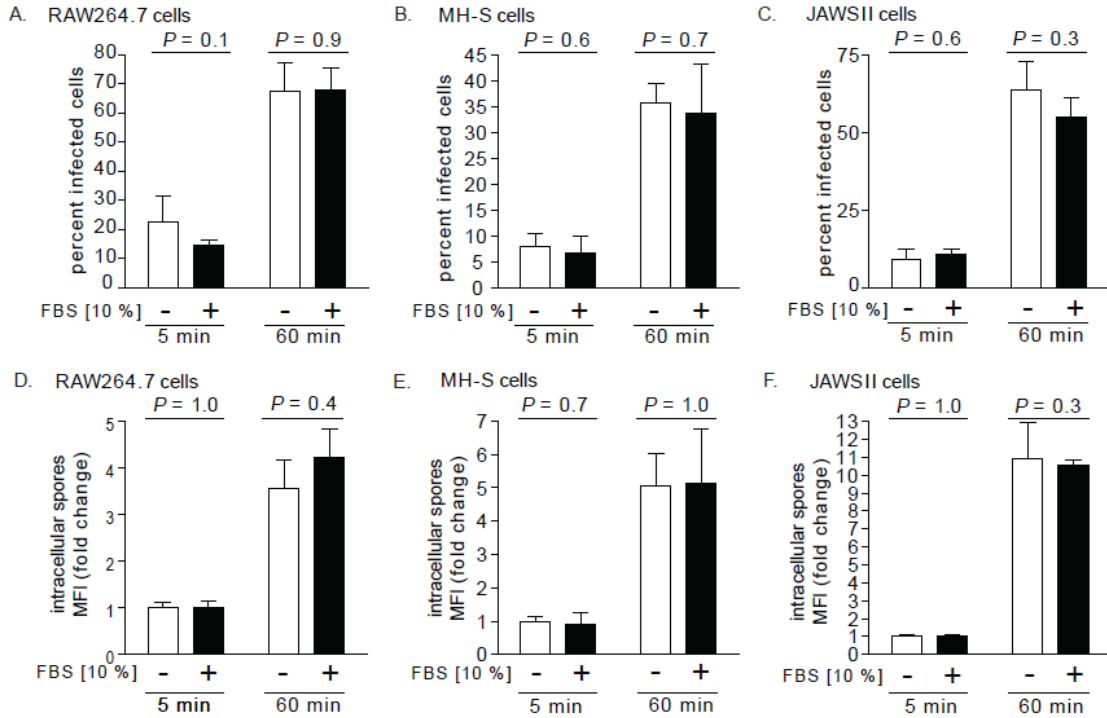 A. RAW264.7 cells
P = 0.1
P = 0.9
percent infected cells
80
70
60
50
40
30
20
10
0
FBS [10 %] - + - +
5 min 60 min
B. MH-S cells
P = 0.6
P = 0.7
percent infected cells
45
40
35
30
25
20
15
10
5
0
FBS [10 %] - + - +
5 min 60 min
C. JAWSII cells
P = 0.6
P = 0.3
percent infected cells
75
50
25
0
FBS [10 %] - + - +
5 min 60 min
D. RAW264.7 cells
P = 1.0
P = 0.4
intracellular spores
MFI (fold change)
5
4
3
2
1
0
FBS [10 %] - + - +
5 min 60 min
E. MH-S cells
P = 0.7
P = 1.0
intracellular spores
MFI (fold change)
7
6
5
4
3
2
1
0
FBS [10 %] - + - +
5 min 60 min
F. JAWSII cells
P = 1.0
P = 0.3
intracellular spores
MFI (fold change)
13
12
11
10
9
8
7
6
5
4
3
2
1
0
FBS [10 %] - + - +
5 min 60 min